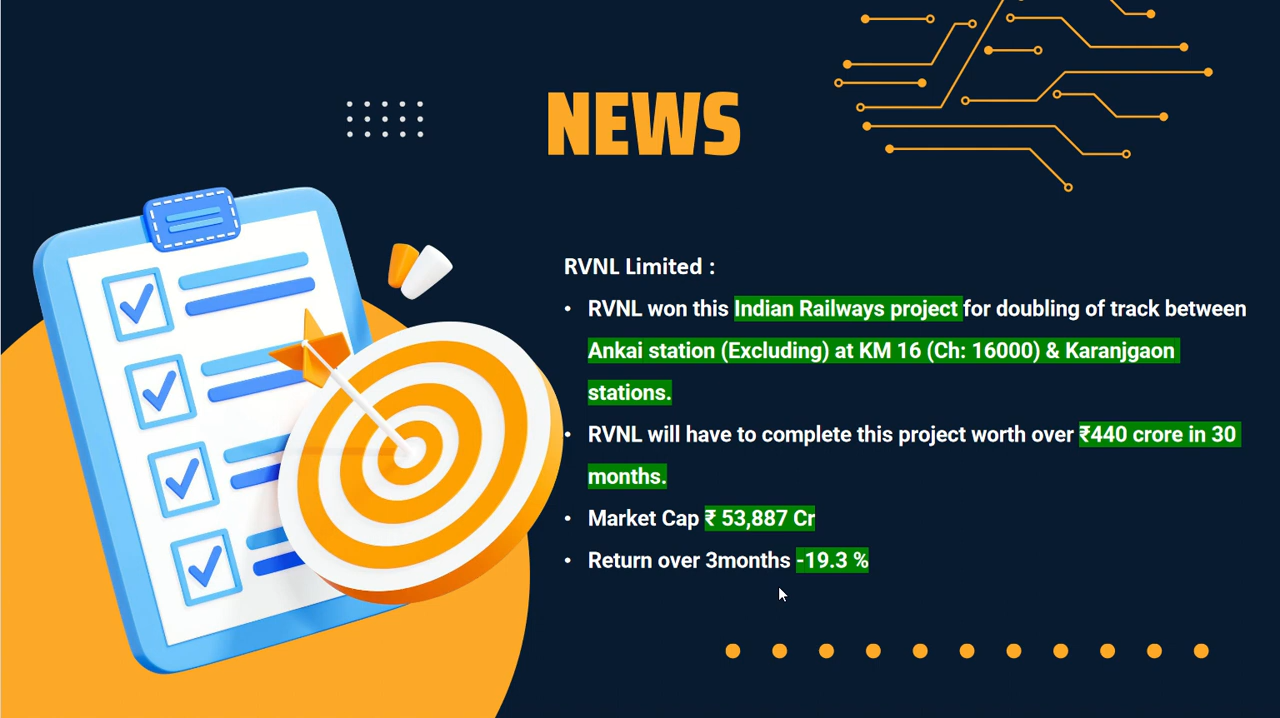 NEWS
RVNL Limited :
• RVNL won this Indian Railways project for doubling of track between
Ankai station (Excluding) at KM 16 (Ch: 16000) & Karanjgaon
stations.
• RVNL will have to complete this project worth over ₹440 crore in 30
months.
• Market Cap ₹ 53,887 Cr
• Return over 3months -19.3 %